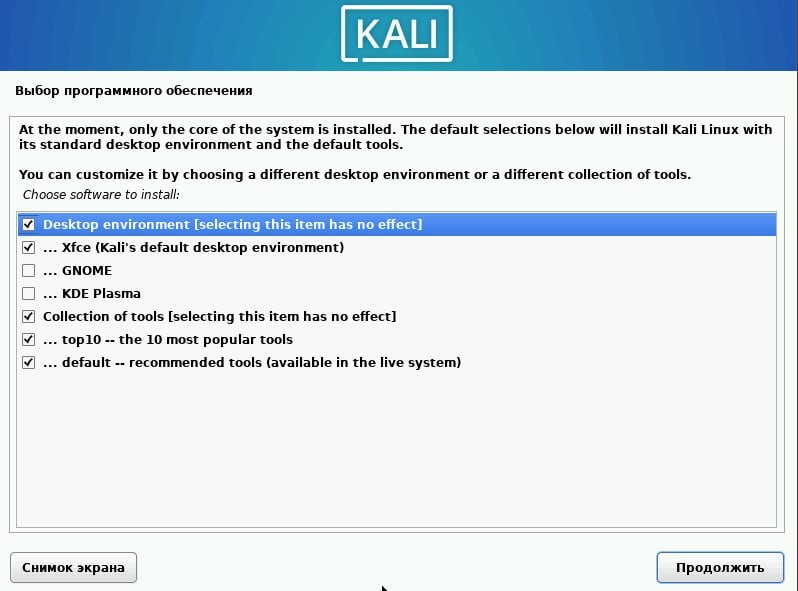 KALI
Выбор программного обеспечения
At the moment, only the core of the system is installed. The default selections below will install Kali Linux with
its standard desktop environment and the default tools.
You can customize it by choosing a different desktop environment or a different collection of tools.
Choose software to install:
Desktop environment [selecting this item has no effect]
... Xfce (Kali's default desktop environment)
... GNOME
... KDE Plasma
Collection of tools [selecting this item has no effect]
... top10 -- the 10 most popular tools
... default -- recommended tools (available in the live system)
Снимок экрана
Продолжить